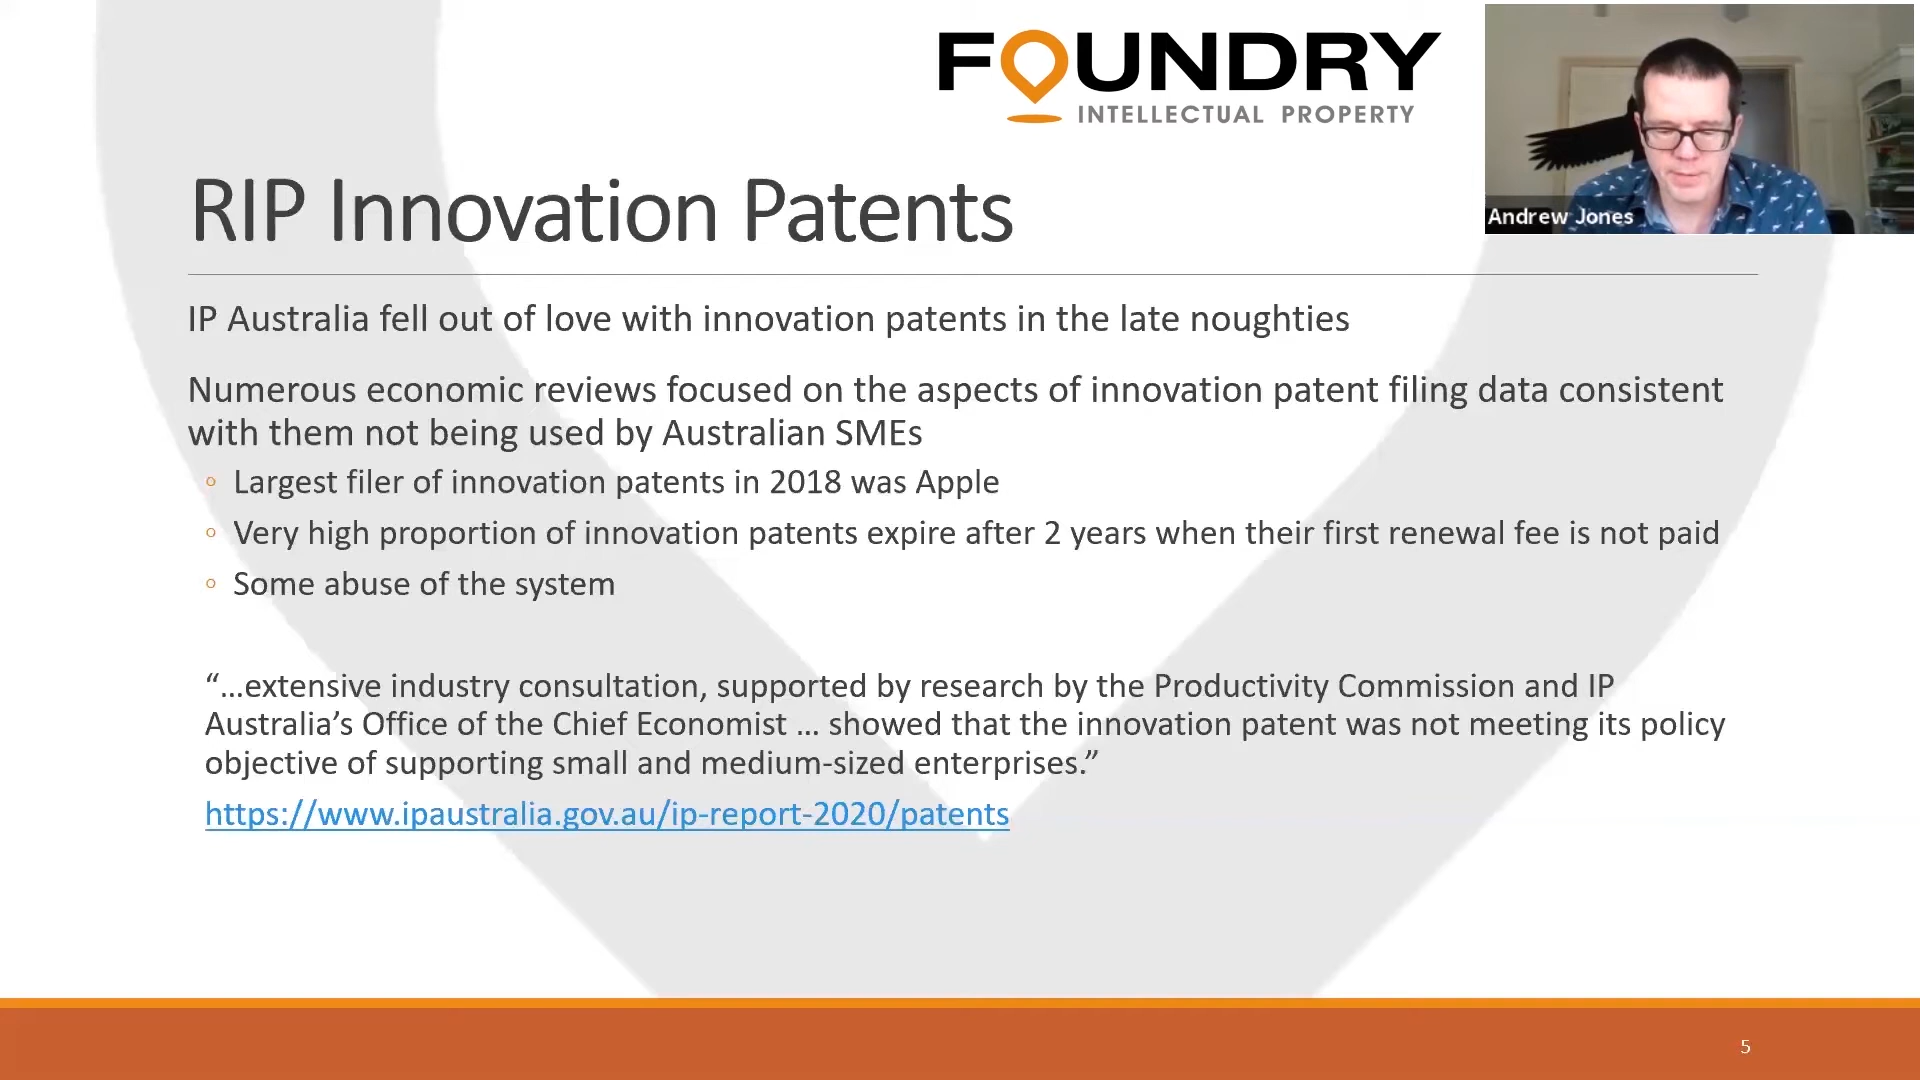 FOUNDRY
INTELLECTUAL PROPERTY
Andrew Jones
RIP Innovation Patents
IP Australia fell out of love with innovation patents in the late noughties
Numerous economic reviews focused on the aspects of innovation patent filing data consistent
with them not being used by Australian SMEs
◦ Largest filer of innovation patents in 2018 was Apple
◦ Very high proportion of innovation patents expire after 2 years when their first renewal fee is not paid
◦ Some abuse of the system
“…extensive industry consultation, supported by research by the Productivity Commission and IP
Australia’s Office of the Chief Economist … showed that the innovation patent was not meeting its policy
objective of supporting small and medium-sized enterprises.”
https://www.ipaustralia.gov.au/ip-report-2020/patents
5